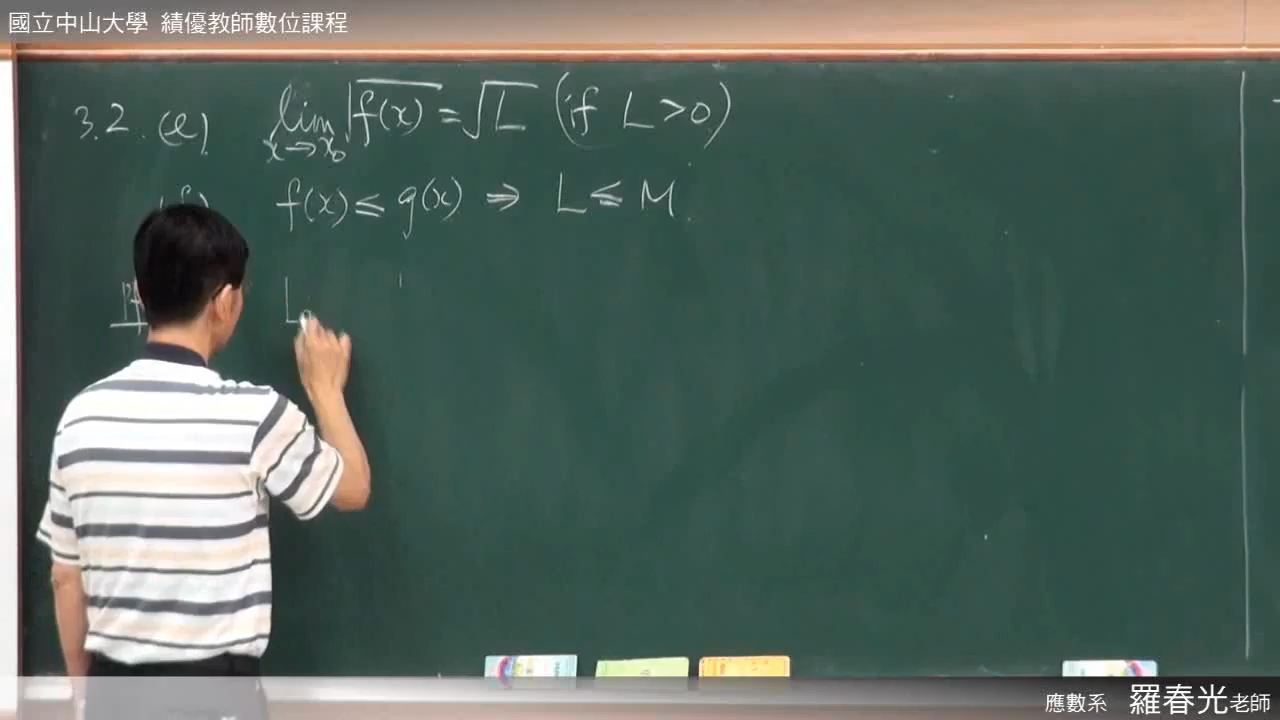 國立中山大學 績優教師數位課程
3.2. (e) lim x→x₀ √f(x) = √L (if L>0)
(f) f(x) ≤ g(x) ⇒ L ≤ M.
Pf L
應數系 羅春光老師